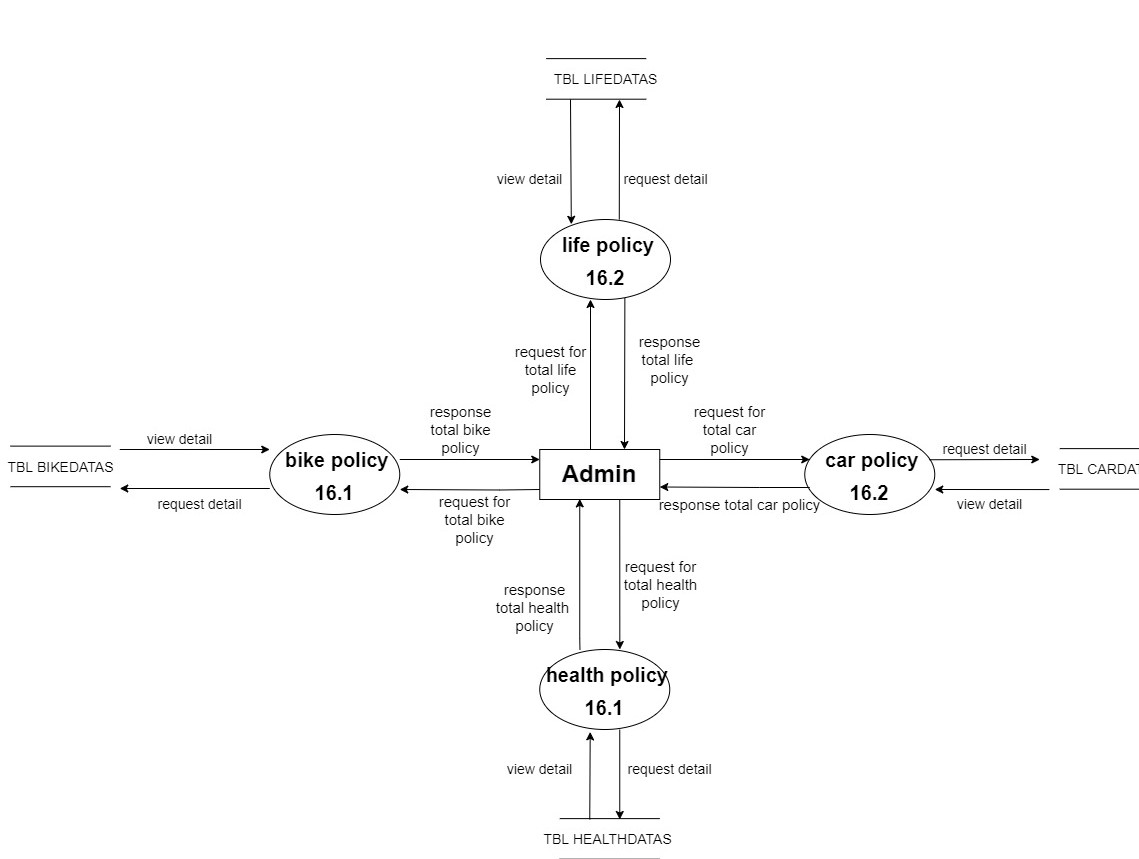 TBL LIFEDATAS
view detail
request detail
life policy
16.2
request for
total life
policy
response
total life
policy
response
total bike
policy
request for
total car
policy
view detail
request detail
TBL BIKEDATAS
bike policy
16.1
Admin
car policy
16.2
TBL CARDAT
request detail
request for
total bike
policy
response total car policy
view detail
response
total health
policy
request for
total health
policy
health policy
16.1
view detail
request detail
TBL HEALTHDATAS